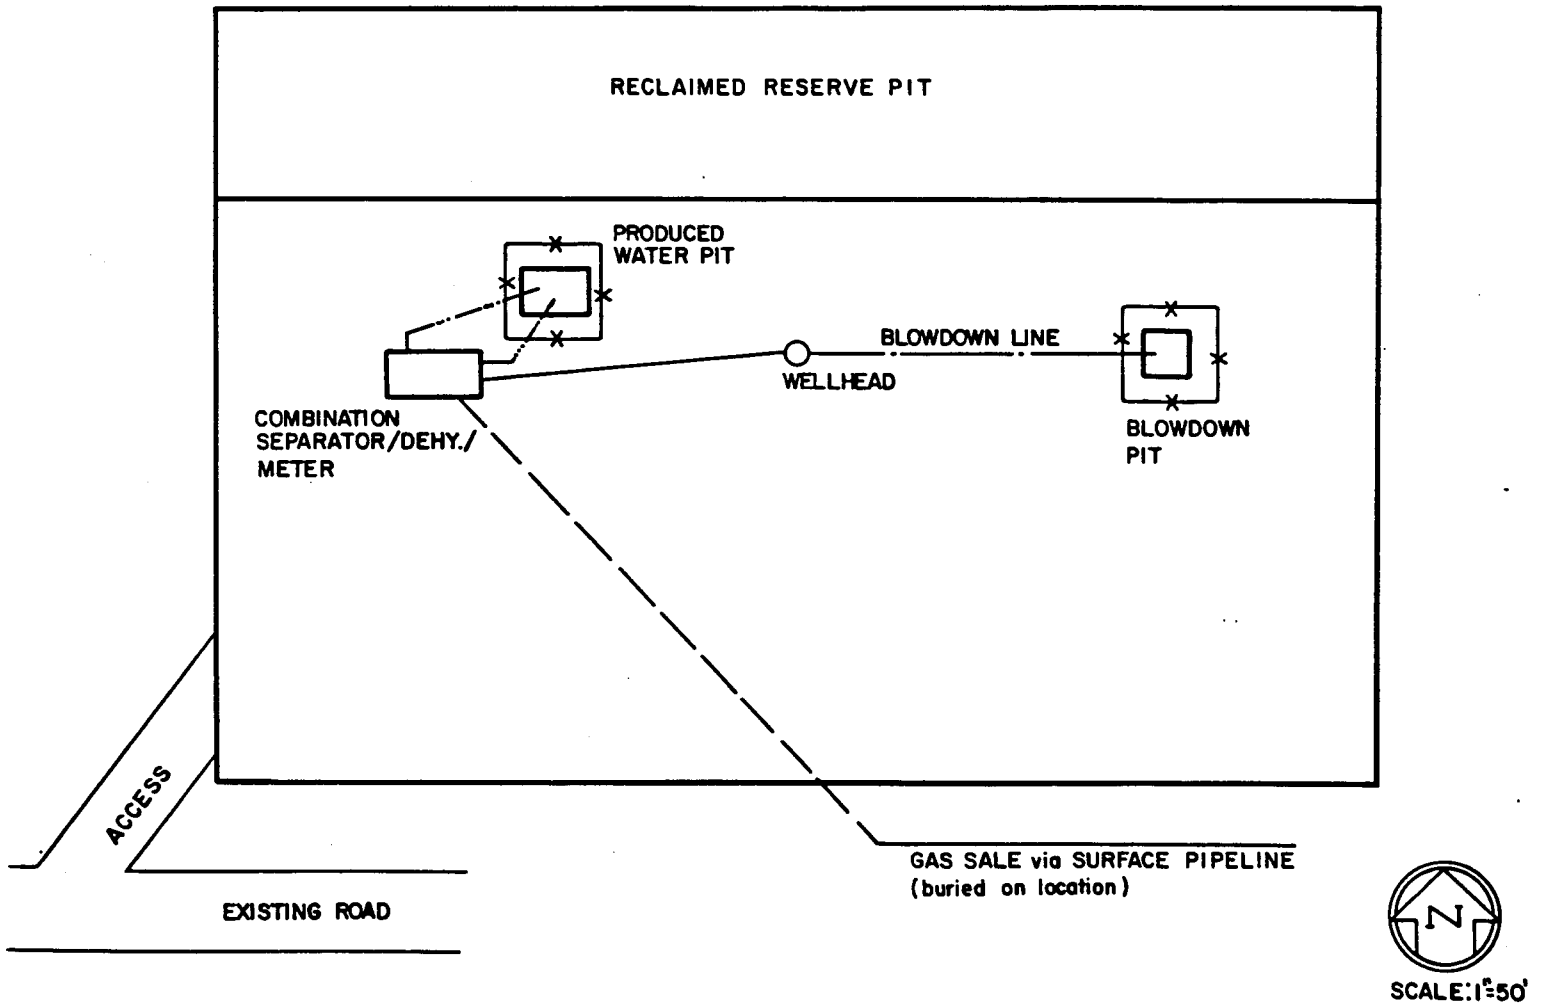 RECLAIMED RESERVE PIT
PRODUCED
WATER PIT
BLOWDOWN LINE
WELLHEAD
COMBINATION
SEPARATOR/DEHY./
METER
BLOWDOWN
PIT
ACCESS
GAS SALE via SURFACE PIPELINE
(buried on location)
EXISTING ROAD
N
SCALE:1"=50'